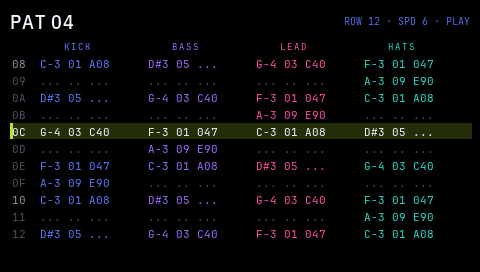 PAT 04
ROW 12 · SPD 6 · PLAY
KICK BASS LEAD HATS
08 C-3 01 A08 D#3 05 ... G-4 03 C40 F-3 01 047
09 ... .. ... ... .. ... ... .. ... A-3 09 E90
0A D#3 05 ... G-4 03 C40 F-3 01 047 C-3 01 A08
0B ... .. ... ... .. ... A-3 09 E90 ... .. ...
0C G-4 03 C40 F-3 01 047 C-3 01 A08 D#3 05 ...
0D ... .. ... A-3 09 E90 ... .. ... ... .. ...
0E F-3 01 047 C-3 01 A08 D#3 05 ... G-4 03 C40
0F A-3 09 E90 ... .. ... ... .. ... ... .. ...
10 C-3 01 A08 D#3 05 ... G-4 03 C40 F-3 01 047
11 ... .. ... ... .. ... ... .. ... A-3 09 E90
12 D#3 05 ... G-4 03 C40 F-3 01 047 C-3 01 A08